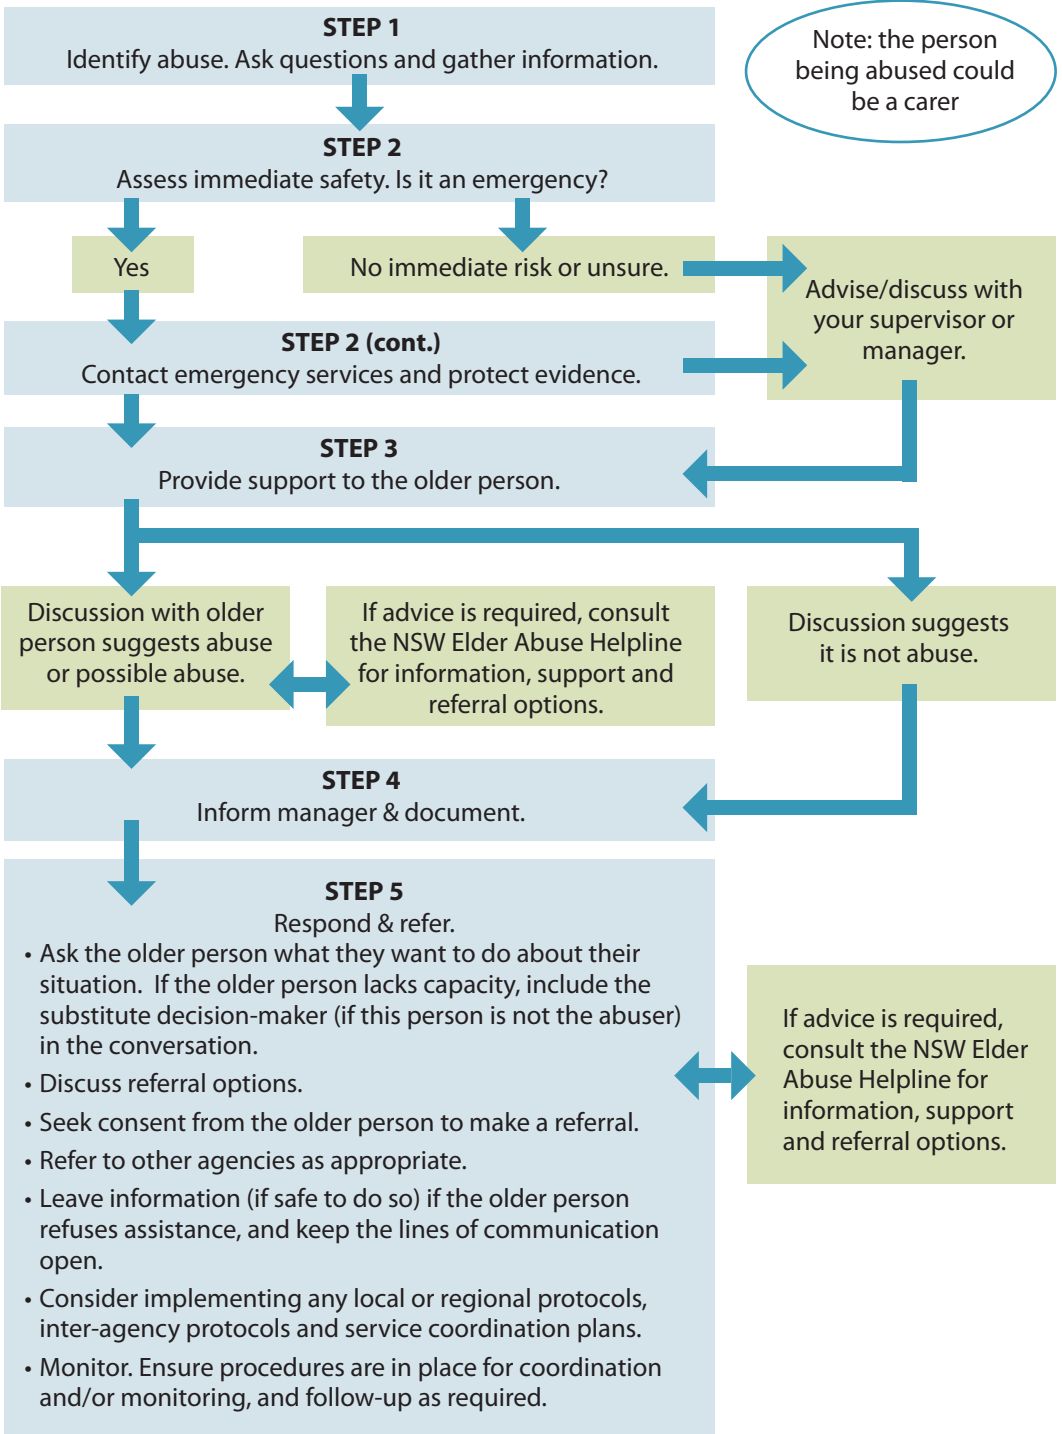 STEP 1
Identify abuse. Ask questions and gather information.
Note: the person
being abused could
be a carer
STEP 2
Assess immediate safety. Is it an emergency?
Yes
No immediate risk or unsure.
Advise/discuss with
your supervisor or
manager.
STEP 2 (cont.)
Contact emergency services and protect evidence.
STEP 3
Provide support to the older person.
Discussion with older
person suggests abuse
or possible abuse.
If advice is required, consult
the NSW Elder Abuse Helpline
for information, support and
referral options.
Discussion suggests
it is not abuse.
STEP 4
Inform manager & document.
STEP 5
Respond & refer.
• Ask the older person what they want to do about their
situation.  If the older person lacks capacity, include the
substitute decision-maker (if this person is not the abuser)
in the conversation.
• Discuss referral options.
• Seek consent from the older person to make a referral.
• Refer to other agencies as appropriate.
• Leave information (if safe to do so) if the older person
refuses assistance, and keep the lines of communication
open.
• Consider implementing any local or regional protocols,
inter-agency protocols and service coordination plans.
• Monitor. Ensure procedures are in place for coordination
and/or monitoring, and follow-up as required.
If advice is required,
consult the NSW Elder
Abuse Helpline for
information, support
and referral options.